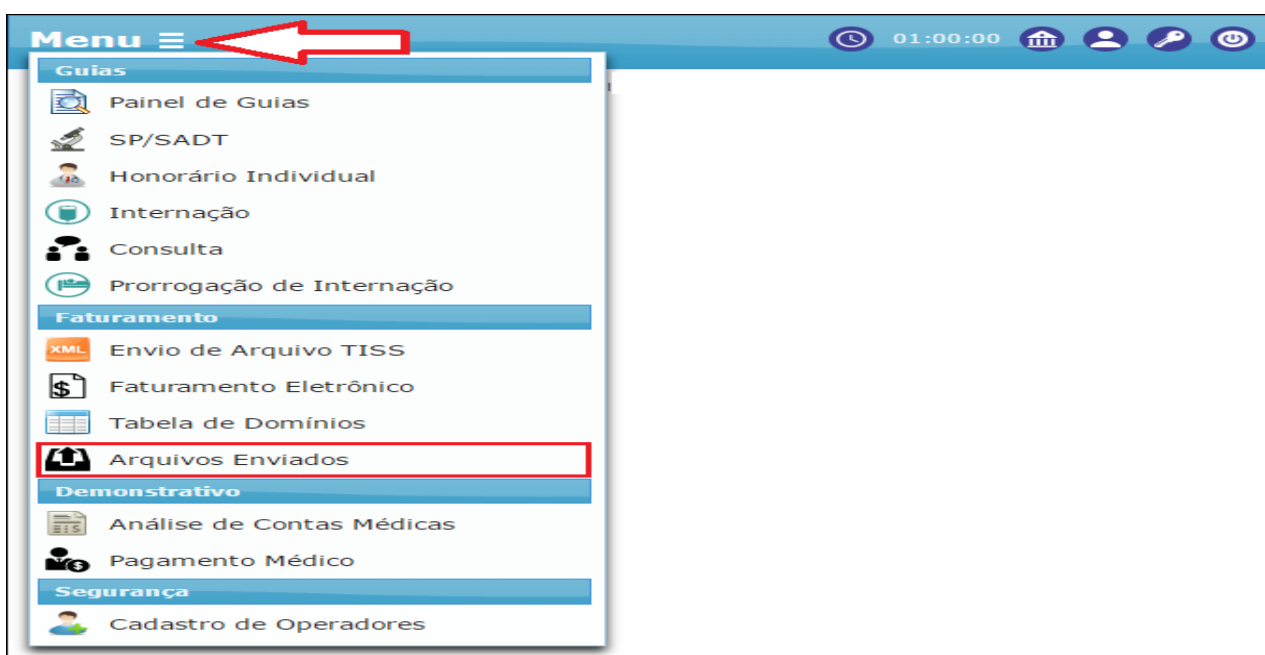 Menu
01:00:00
Guias
Painel de Guias
SP/SADT
Honorário Individual
Internação
Consulta
Prorrogação de Internação
Faturamento
XML Envio de Arquivo TISS
$ Faturamento Eletrônico
Tabela de Domínios
Arquivos Enviados
Demonstrativo
Análise de Contas Médicas
$ Pagamento Médico
Segurança
Cadastro de Operadores